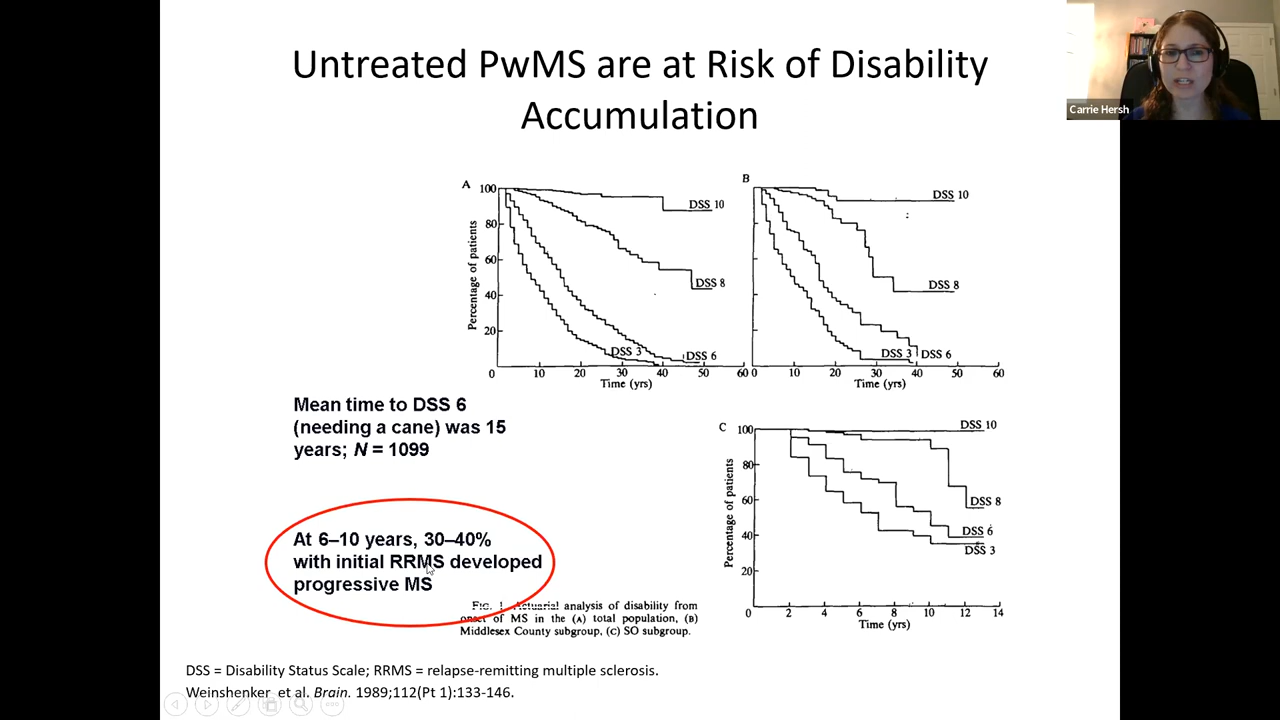 Untreated PwMS are at Risk of Disability
Accumulation
Carrie Hersh
A
100
80
60
40
20
0
10
20
30
40
50
60
Percentage of patients
Time (yrs)
DSS 10
DSS 8
DSS 6
DSS 3
B
0
10
20
30
40
50
60
Time (yrs)
DSS 10
DSS 8
DSS 3
DSS 6
Mean time to DSS 6
(needing a cane) was 15
years; N = 1099
C
100
80
60
40
20
0
2
4
6
8
10
12
14
Percentage of patients
Time (yrs)
DSS 10
DSS 8
DSS 6
DSS 3
At 6–10 years, 30–40%
with initial RRMS developed
progressive MS
FIG. 1. Actuarial analysis of disability from
onset of MS in the (A) total population, (B)
Middlesex County subgroup, (C) SO subgroup.
DSS = Disability Status Scale; RRMS = relapse-remitting multiple sclerosis.
Weinshenker et al. Brain. 1989;112(Pt 1):133-146.